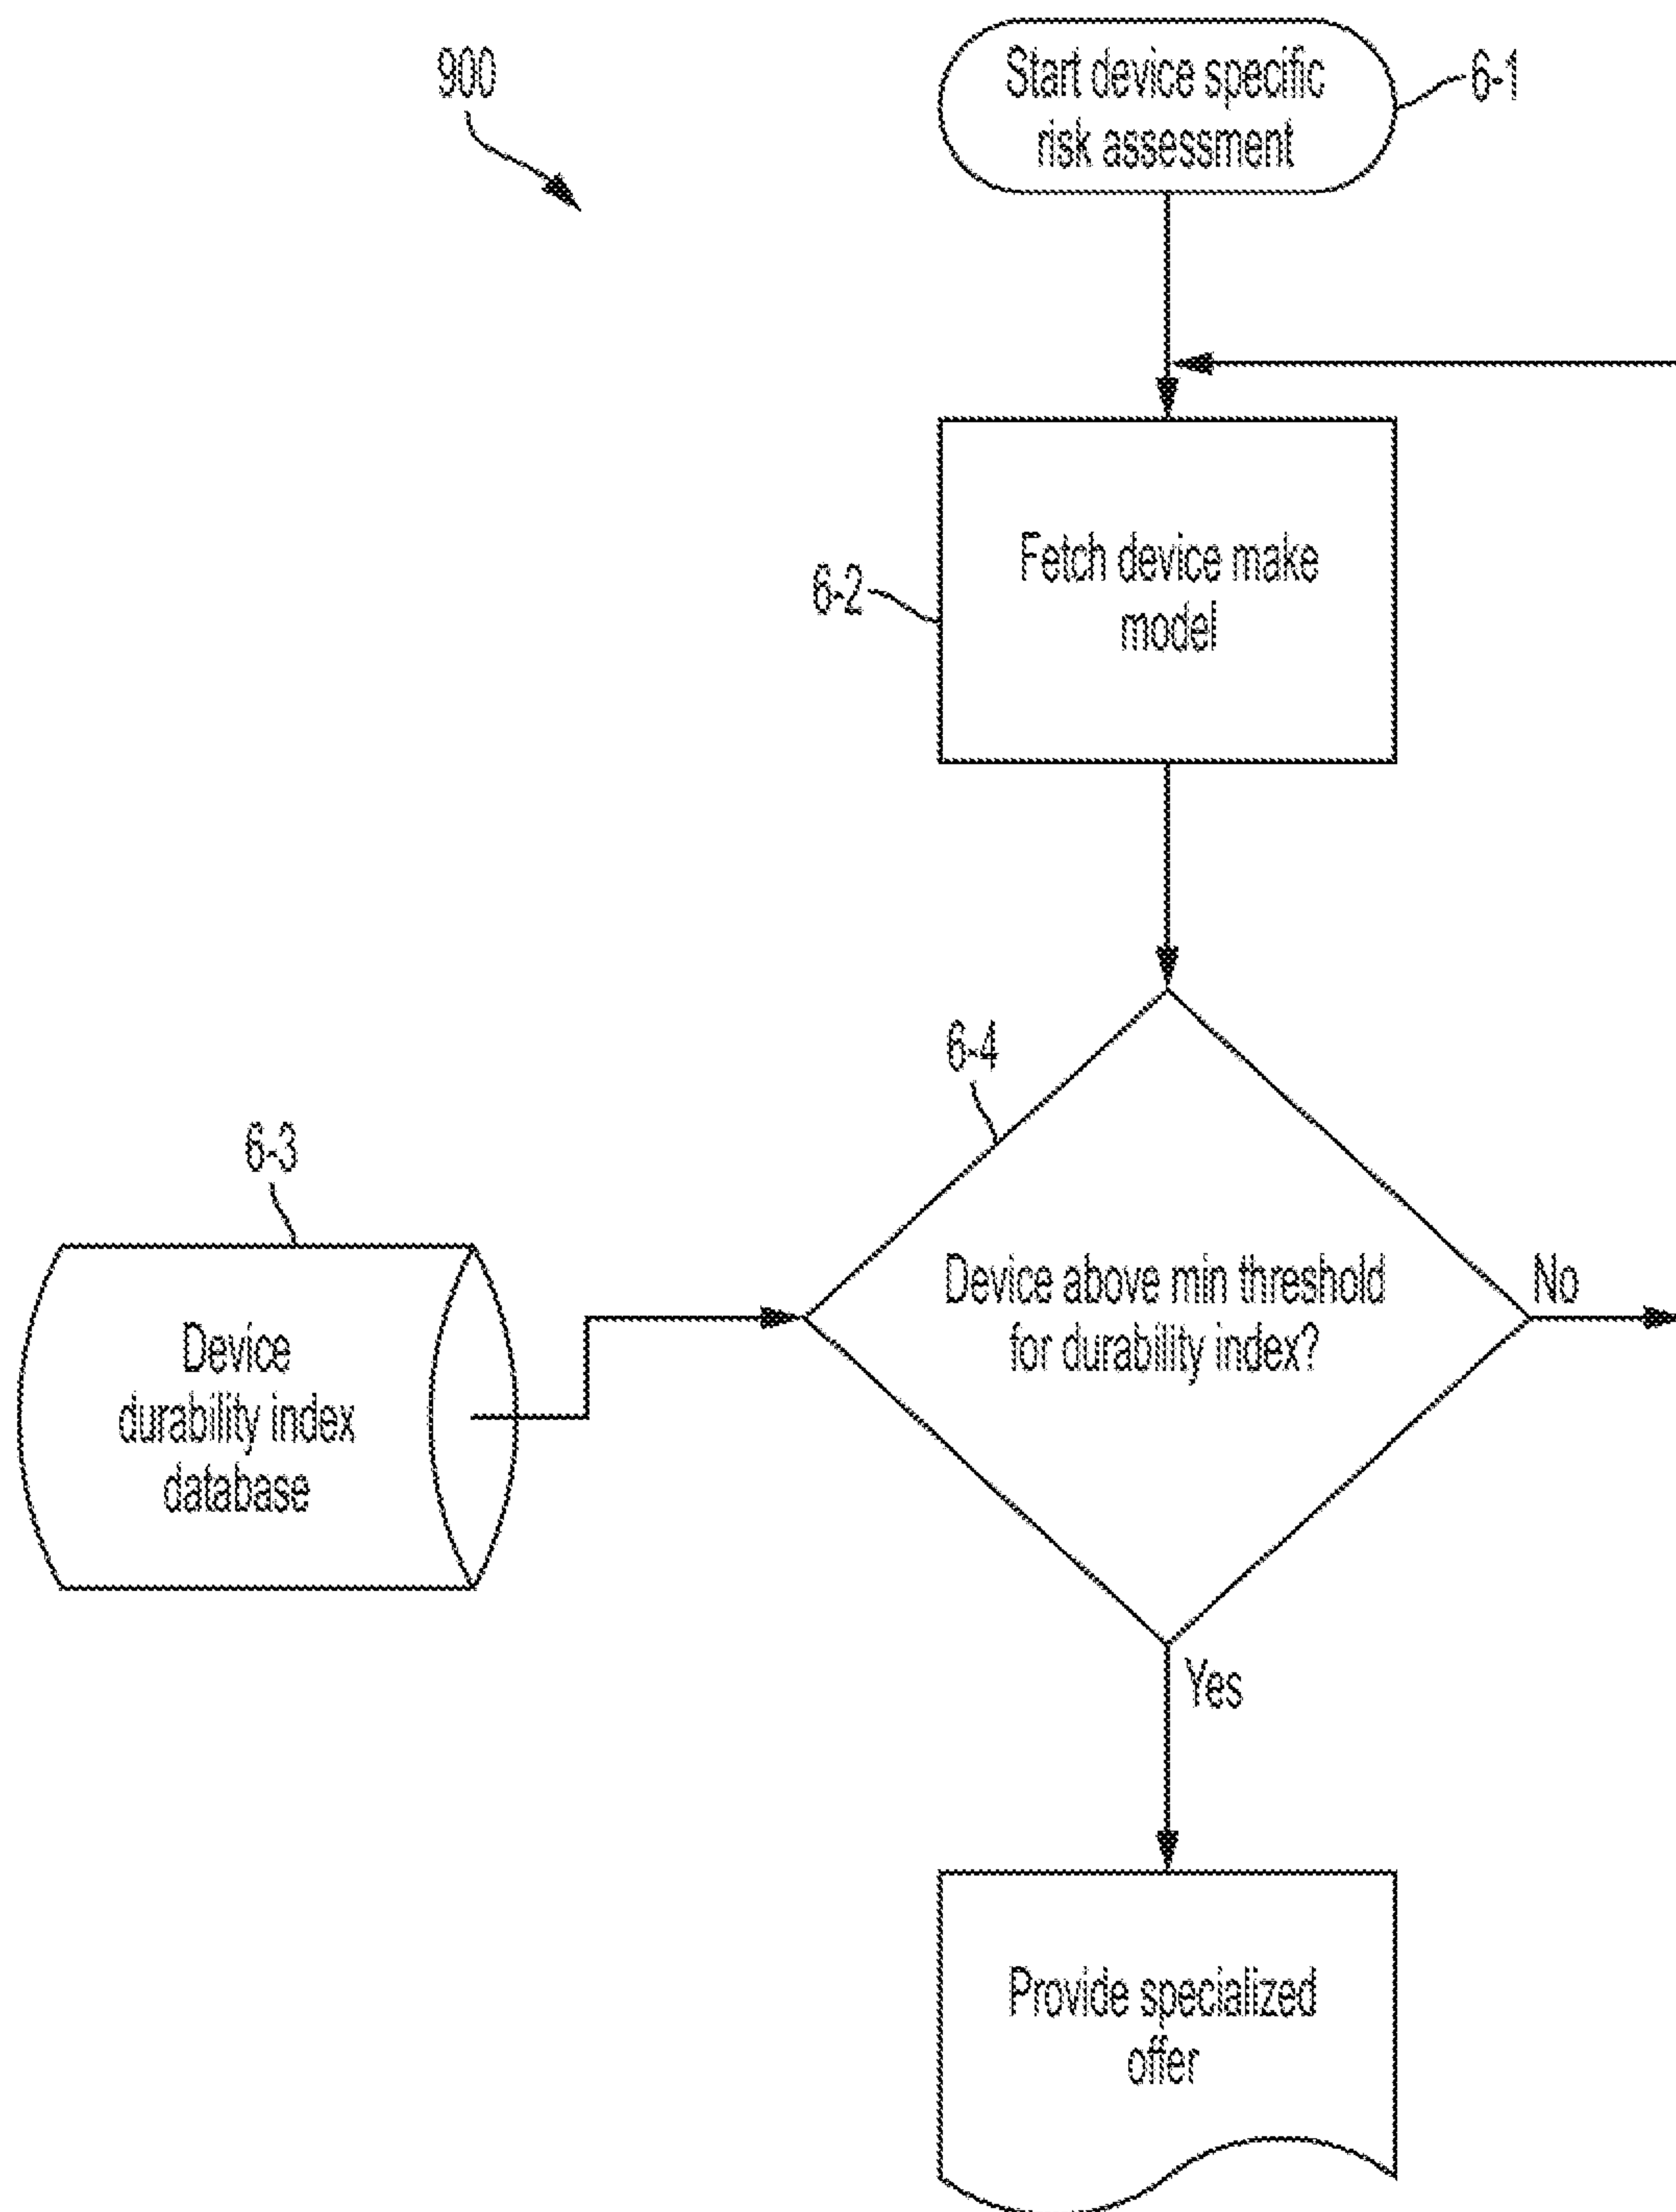 900
Start device specific
risk assessment
6-1
Fetch device make
model
6-2
6-4
6-3
Device above min threshold
for durability index?
No
Device
durability index
database
Yes
Provide specialized
offer